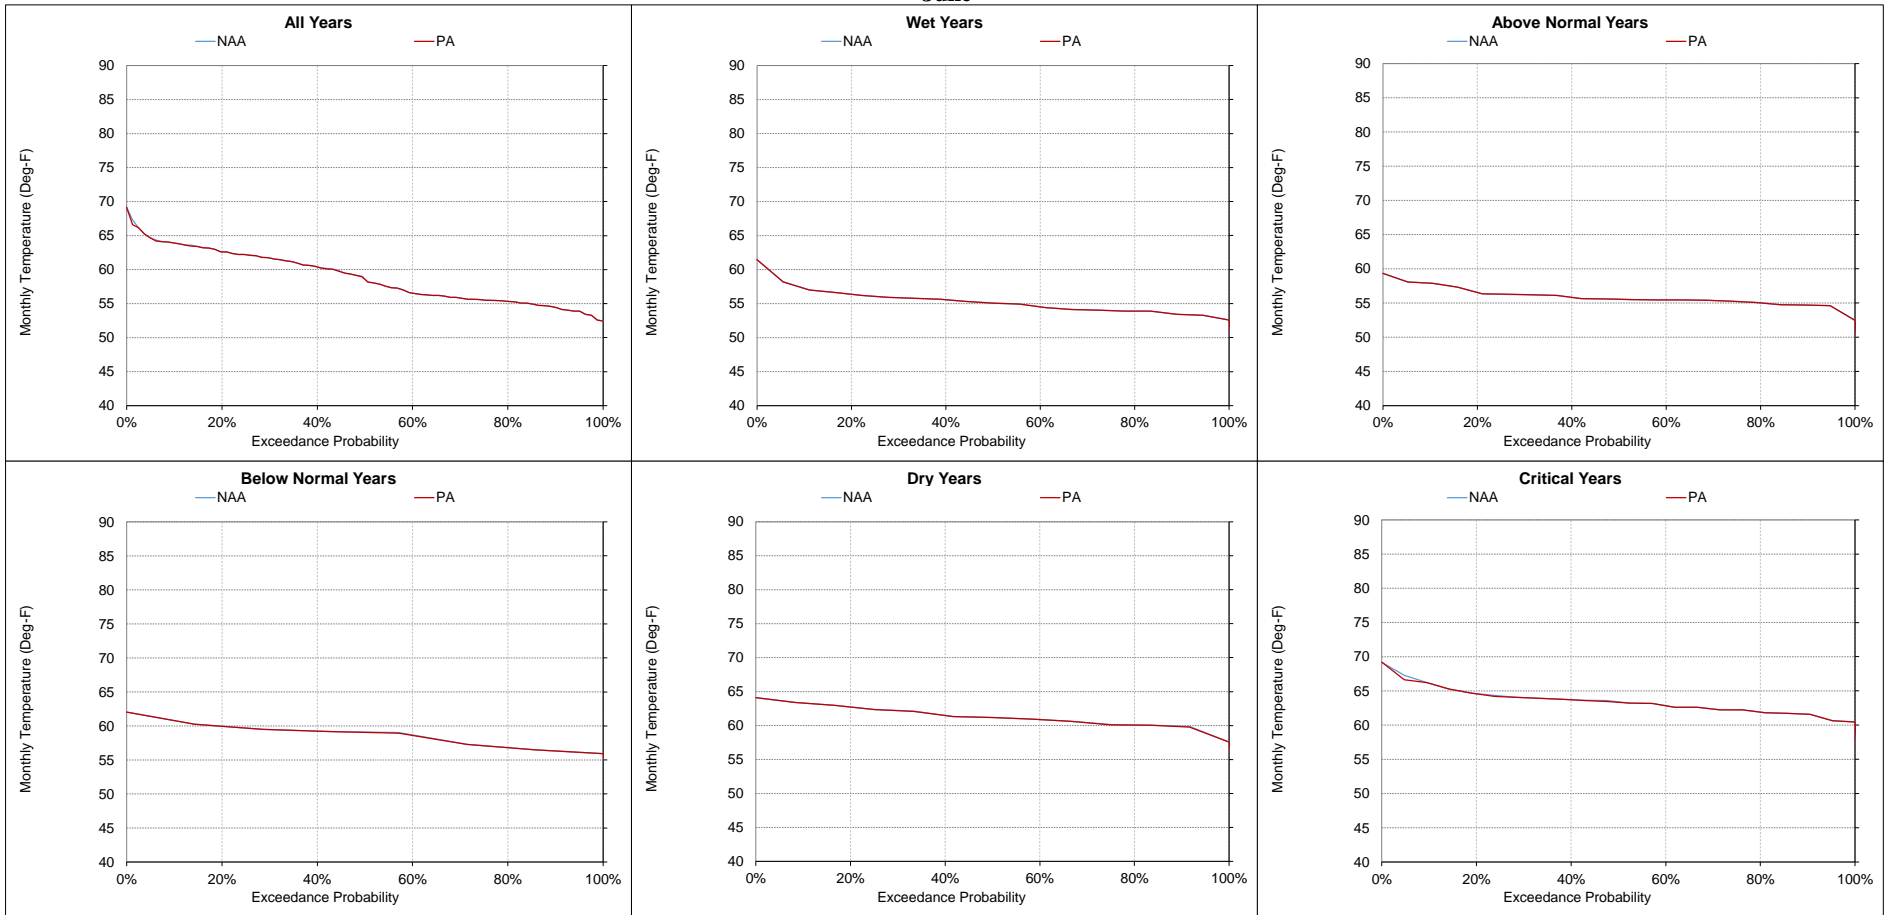 All Years
NAA PA
90
85
80
75
70
65
60
55
50
45
40
0% 20% 40% 60% 80% 100%
Monthly Temperature (Deg-F)
Exceedance Probability
Wet Years
NAA PA
90
85
80
75
70
65
60
55
50
45
40
0% 20% 40% 60% 80% 100%
Monthly Temperature (Deg-F)
Exceedance Probability
Above Normal Years
NAA PA
90
85
80
75
70
65
60
55
50
45
40
0% 20% 40% 60% 80% 100%
Monthly Temperature (Deg-F)
Exceedance Probability
Below Normal Years
NAA PA
90
85
80
75
70
65
60
55
50
45
40
0% 20% 40% 60% 80% 100%
Monthly Temperature (Deg-F)
Exceedance Probability
Dry Years
NAA PA
90
85
80
75
70
65
60
55
50
45
40
0% 20% 40% 60% 80% 100%
Monthly Temperature (Deg-F)
Exceedance Probability
Critical Years
NAA PA
90
85
80
75
70
65
60
55
50
45
40
0% 20% 40% 60% 80% 100%
Monthly Temperature (Deg-F)
Exceedance Probability